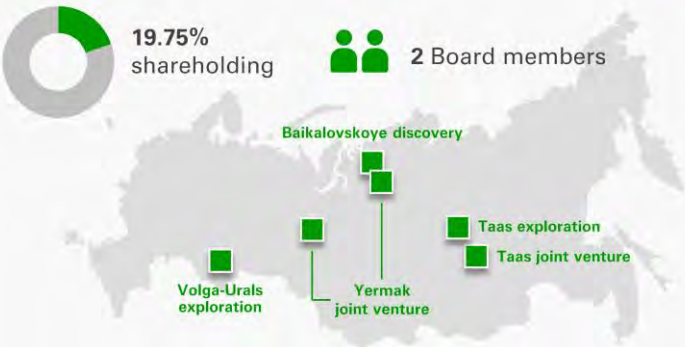 19.75%
shareholding
2 Board members
Baikalovskoye discovery
Taas exploration
Taas joint venture
Volga-Urals
exploration
Yermak
joint venture